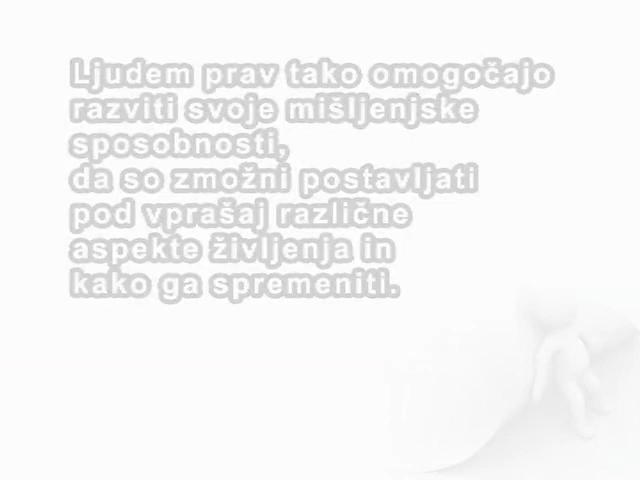 Ljudem prav tako omogočajo
razviti svoje mišljenjske
sposobnosti,
da so zmožni postavljati
pod vprašaj različne
aspekte življenja in
kako ga spremeniti.